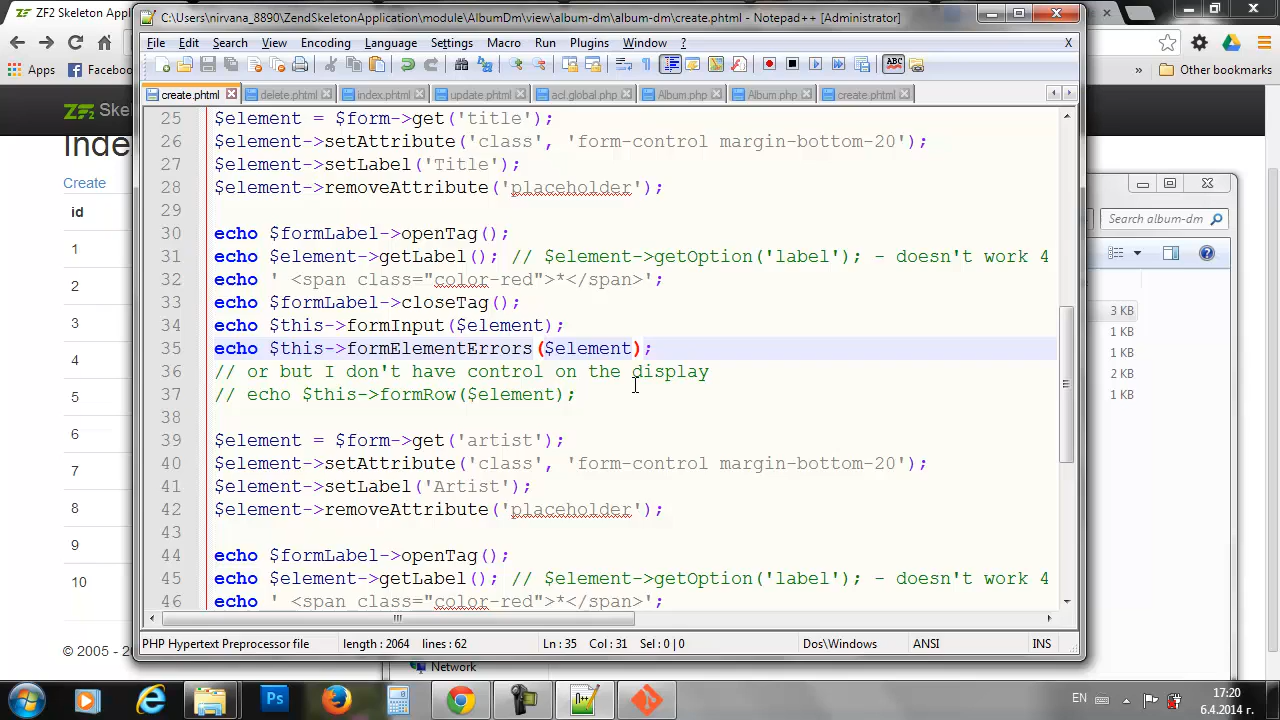 ZF2 Skeleton Appl
C:\Users\nirvana_8890\ZendSkeletonApplication\module\AlbumDm\view\album-dm\album-dm\create.phtml - Notepad++ [Administrator]
File Edit Search View Encoding Language Settings Macro Run Plugins Window ? X
Apps Facebo
» Other bookmarks
ABC
create.phtml delete.phtml index.phtml update.phtml acl.global.php Album.php Album.php create.phtml
ZF2 Ske
Inde
Create
id
1
2
3
4
5
6
7
8
9
10
© 2005 - 20
25 $element = $form->get('title');
26 $element->setAttribute('class', 'form-control margin-bottom-20');
27 $element->setLabel('Title');
28 $element->removeAttribute('placeholder');
29
30 echo $formLabel->openTag();
31 echo $element->getLabel(); // $element->getOption('label'); - doesn't work 4
32 echo ' <span class="color-red">*</span>';
33 echo $formLabel->closeTag();
34 echo $this->formInput($element);
35 echo $this->formElementErrors($element);
36 // or but I don't have control on the display
37 // echo $this->formRow($element);
38
39 $element = $form->get('artist');
40 $element->setAttribute('class', 'form-control margin-bottom-20');
41 $element->setLabel('Artist');
42 $element->removeAttribute('placeholder');
43
44 echo $formLabel->openTag();
45 echo $element->getLabel(); // $element->getOption('label'); - doesn't work 4
46 echo ' <span class="color-red">*</span>';
PHP Hypertext Preprocessor file length : 2064 lines : 62 Ln : 35 Col : 31 Sel : 0 | 0 Dos\Windows ANSI INS
Search album-dm
3 KB
1 KB
1 KB
2 KB
1 KB
Network
Ps
EN
17:20
6.4.2014 г.